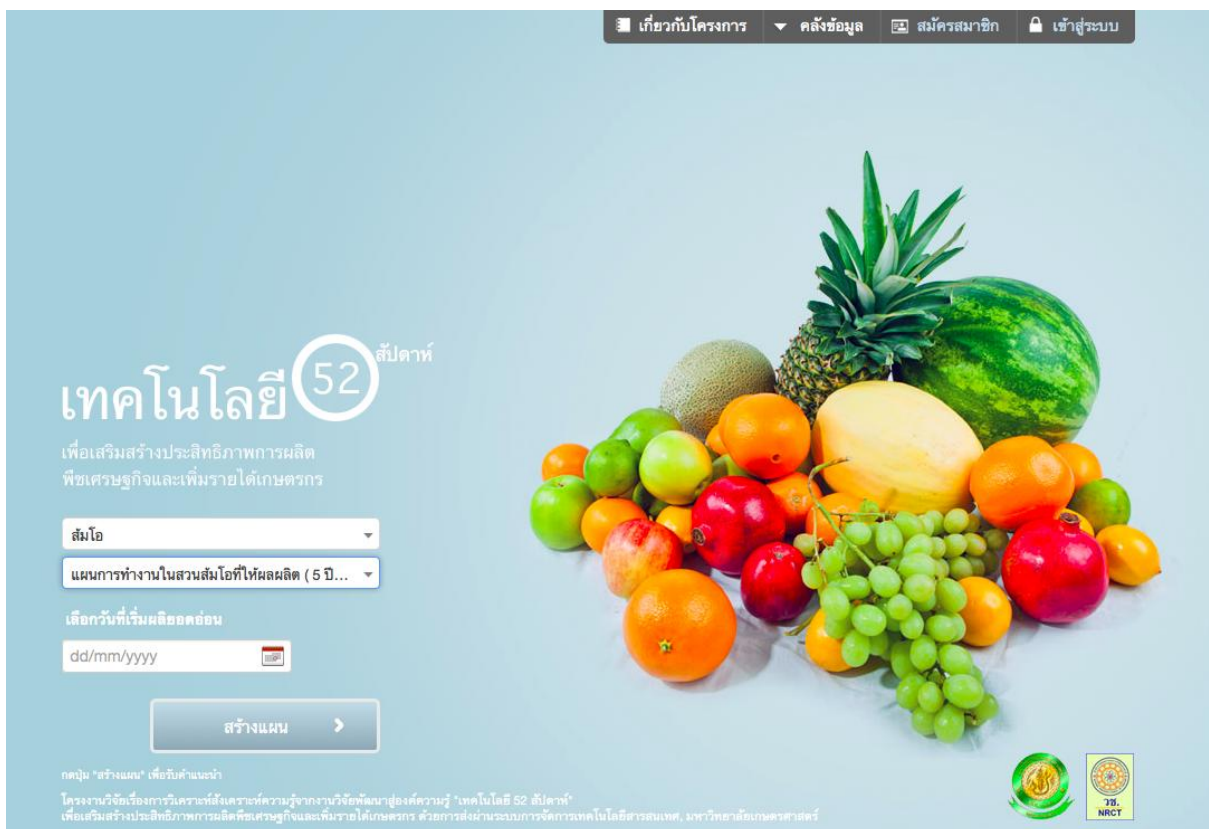 เกี่ยวกับโครงการ
คลังข้อมูล
สมัครสมาชิก
เข้าสู่ระบบ
เทคโนโลยี 52 สัปดาห์
เพื่อเสริมสร้างประสิทธิภาพการผลิต
พืชเศรษฐกิจและเพิ่มรายได้เกษตรกร
ส้มโอ
แผนการทำงานในสวนส้มโอที่ให้ผลผลิต ( 5 ปี...
เลือกวันที่เริ่มผลิยอดอ่อน
dd/mm/yyyy
สร้างแผน
กดปุ่ม "สร้างแผน" เพื่อรับคำแนะนำ
โครงงานวิจัยเรื่องการวิเคราะห์สังเคราะห์ความรู้จากงานวิจัยพัฒนาสู่องค์ความรู้ "เทคโนโลยี 52 สัปดาห์"
เพื่อเสริมสร้างประสิทธิภาพการผลิตพืชเศรษฐกิจและเพิ่มรายได้เกษตรกร ด้วยการส่งผ่านระบบการจัดการเทคโนโลยีสารสนเทศ, มหาวิทยาลัยเกษตรศาสตร์
วช.
NRCT